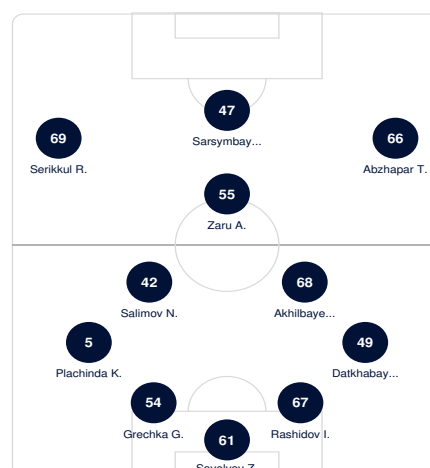 47
Sarsymbay...
69
Serikkul R.
66
Abzhapar T.
55
Zaru A.
42
Salimov N.
68
Akhilbaye...
5
Plachinda K.
49
Datkhabay...
54
Grechka G.
67
Rashidov I.
61